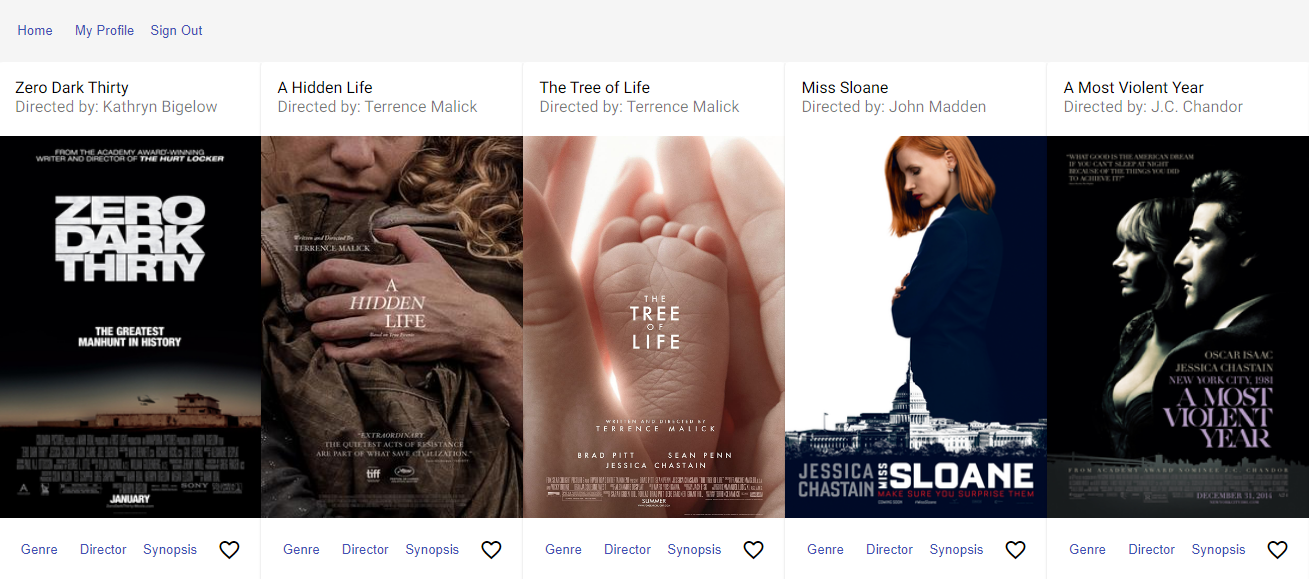 Home My Profile Sign Out
Zero Dark Thirty
Directed by: Kathryn Bigelow
A Hidden Life
Directed by: Terrence Malick
The Tree of Life
Directed by: Terrence Malick
Miss Sloane
Directed by: John Madden
A Most Violent Year
Directed by: J.C. Chandor
FROM THE ACADEMY AWARD-WINNING
WRITER AND DIRECTOR OF THE HURT LOCKER
ZERO
DARK
THIRTY
THE GREATEST
MANHUNT IN HISTORY
SONY
JANUARY
Written and Directed By
TERRENCE MALICK
A
HIDDEN
LIFE
Based on True Events
"EXTRAORDINARY.
THE QUIETEST ACTS OF RESISTANCE
ARE PART OF WHAT SAVE CIVILIZATION."
tiff
THE
TREE
OF
LIFE
WRITTEN AND DIRECTED BY
TERRENCE MALICK
BRAD PITT SEAN PENN
JESSICA CHASTAIN
SUMMER
JESSICA
CHASTAIN
MISS
SLOANE
MAKE SURE YOU SURPRISE THEM
"WHAT GOOD IS THE AMERICAN DREAM
IF YOU CAN'T SLEEP AT NIGHT
BECAUSE OF THE THINGS YOU DID
TO ACHIEVE IT?"
OSCAR ISAAC
JESSICA CHASTAIN
NEW YORK CITY, 1981
A MOST
VIOLENT
YEAR
FROM ACADEMY AWARD NOMINEE J.C. CHANDOR
DECEMBER 31, 2014
Genre Director Synopsis
Genre Director Synopsis
Genre Director Synopsis
Genre Director Synopsis
Genre Director Synopsis